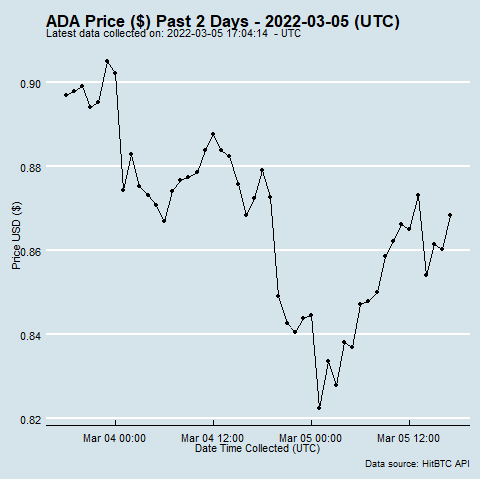 ADA Price ($) Past 2 Days - 2022-03-05 (UTC)
Latest data collected on: 2022-03-05 17:04:14  - UTC
0.90
0.88
0.86
0.84
0.82
Price USD ($)
Mar 04 00:00 Mar 04 12:00 Mar 05 00:00 Mar 05 12:00
Date Time Collected (UTC)
Data source: HitBTC API